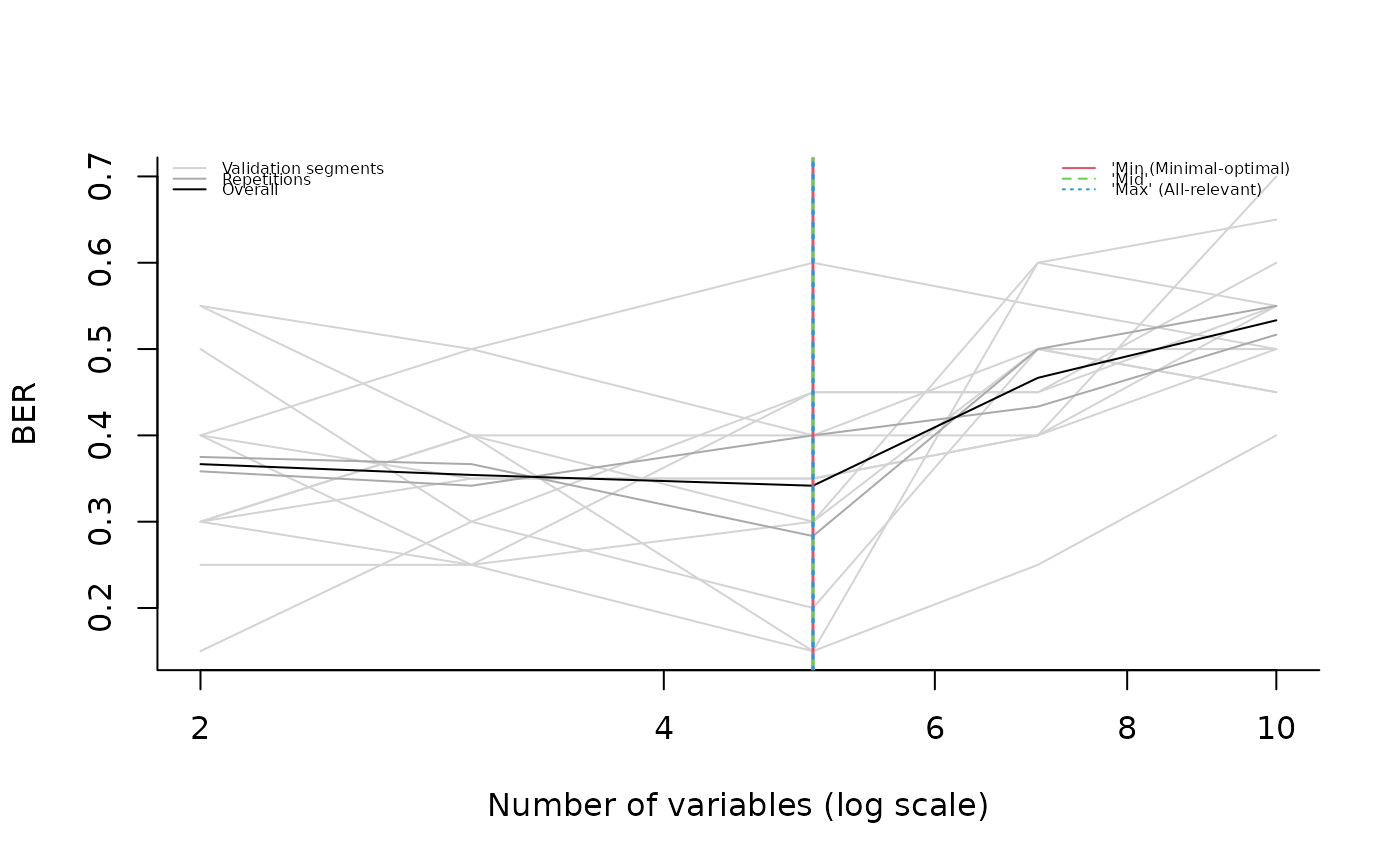 Validation segments
Repetitions
Overall
'Min (Minimal-optimal)
'Mid'
'Max' (All-relevant)
BER
0.7
0.6
0.5
0.4
0.3
0.2
2 4 6 8 10
Number of variables (log scale)